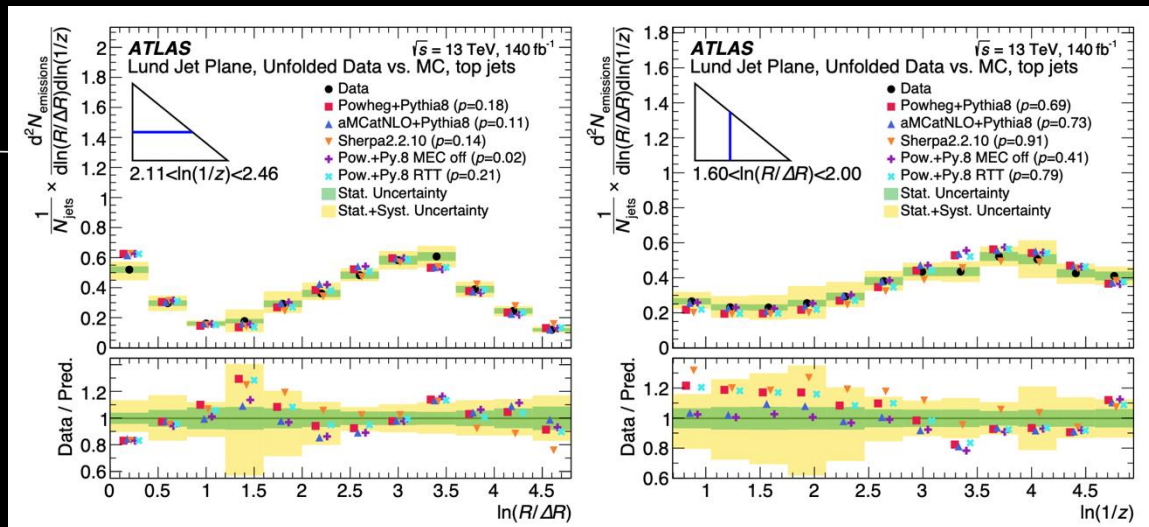 ATLAS
√s = 13 TeV, 140 fb⁻¹
Lund Jet Plane, Unfolded Data vs. MC, top jets
Data
Powheg+Pythia8 (p=0.18)
aMCatNLO+Pythia8 (p=0.11)
Sherpa2.2.10 (p=0.14)
Pow.+Py.8 MEC off (p=0.02)
Pow.+Py.8 RTT (p=0.21)
Stat. Uncertainty
Stat.+Syst. Uncertainty
2.11<ln(1/z)<2.46
1/N_jets × d²N_emissions/dln(R/ΔR)dln(1/z)
2
1.8
1.6
1.4
1.2
1
0.8
0.6
0.4
0.2
0
Data / Pred.
1.2
1
0.8
0.6
0 0.5 1 1.5 2 2.5 3 3.5 4 4.5
ln(R/ΔR)
ATLAS
√s = 13 TeV, 140 fb⁻¹
Lund Jet Plane, Unfolded Data vs. MC, top jets
Data
Powheg+Pythia8 (p=0.69)
aMCatNLO+Pythia8 (p=0.73)
Sherpa2.2.10 (p=0.91)
Pow.+Py.8 MEC off (p=0.41)
Pow.+Py.8 RTT (p=0.79)
Stat. Uncertainty
Stat.+Syst. Uncertainty
1.60<ln(R/ΔR)<2.00
1/N_jets × d²N_emissions/dln(R/ΔR)dln(1/z)
1.8
1.6
1.4
1.2
1
0.8
0.6
0.4
0.2
0
Data / Pred.
1.4
1.2
1
0.8
0.6
1 1.5 2 2.5 3 3.5 4 4.5
ln(1/z)